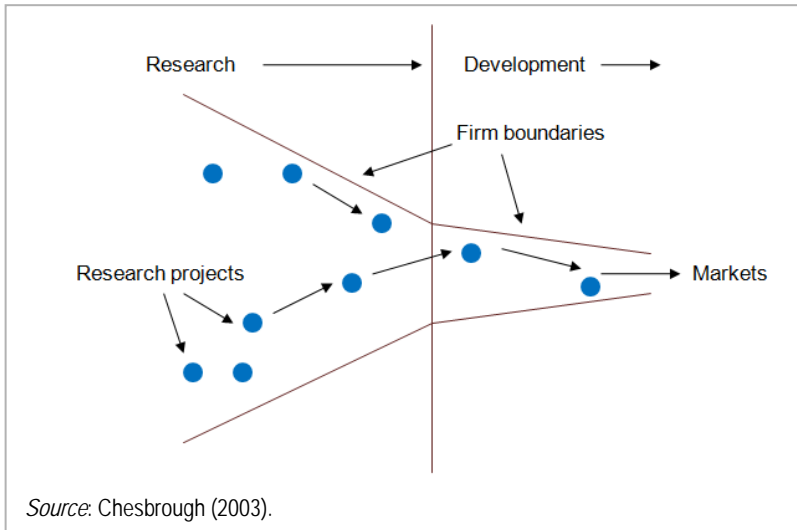 Research
Development
Firm boundaries
Research projects
Markets
Source: Chesbrough (2003).